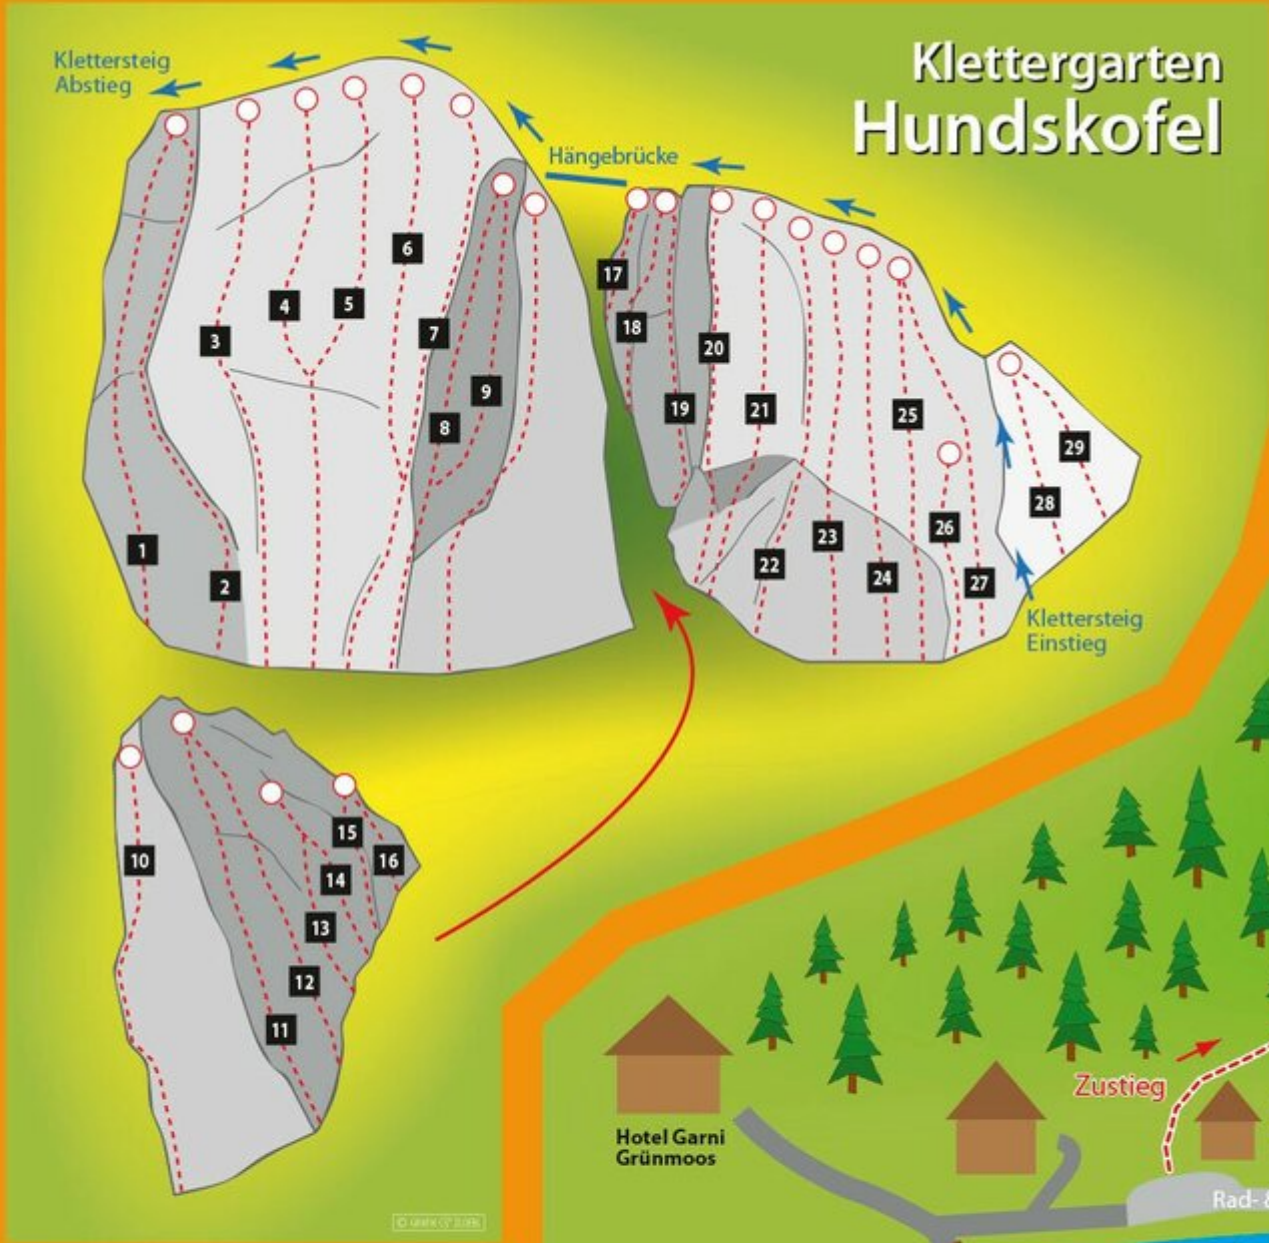 Klettergarten
Hundskofel
Klettersteig
Abstieg
Hängebrücke
6
17
4
5
18
7
3
20
9
19
21
25
8
29
28
26
23
1
22
24
27
2
Klettersteig
Einstieg
15
10
16
14
13
12
11
Zustieg
Hotel Garni
Grünmoos
Rad- &